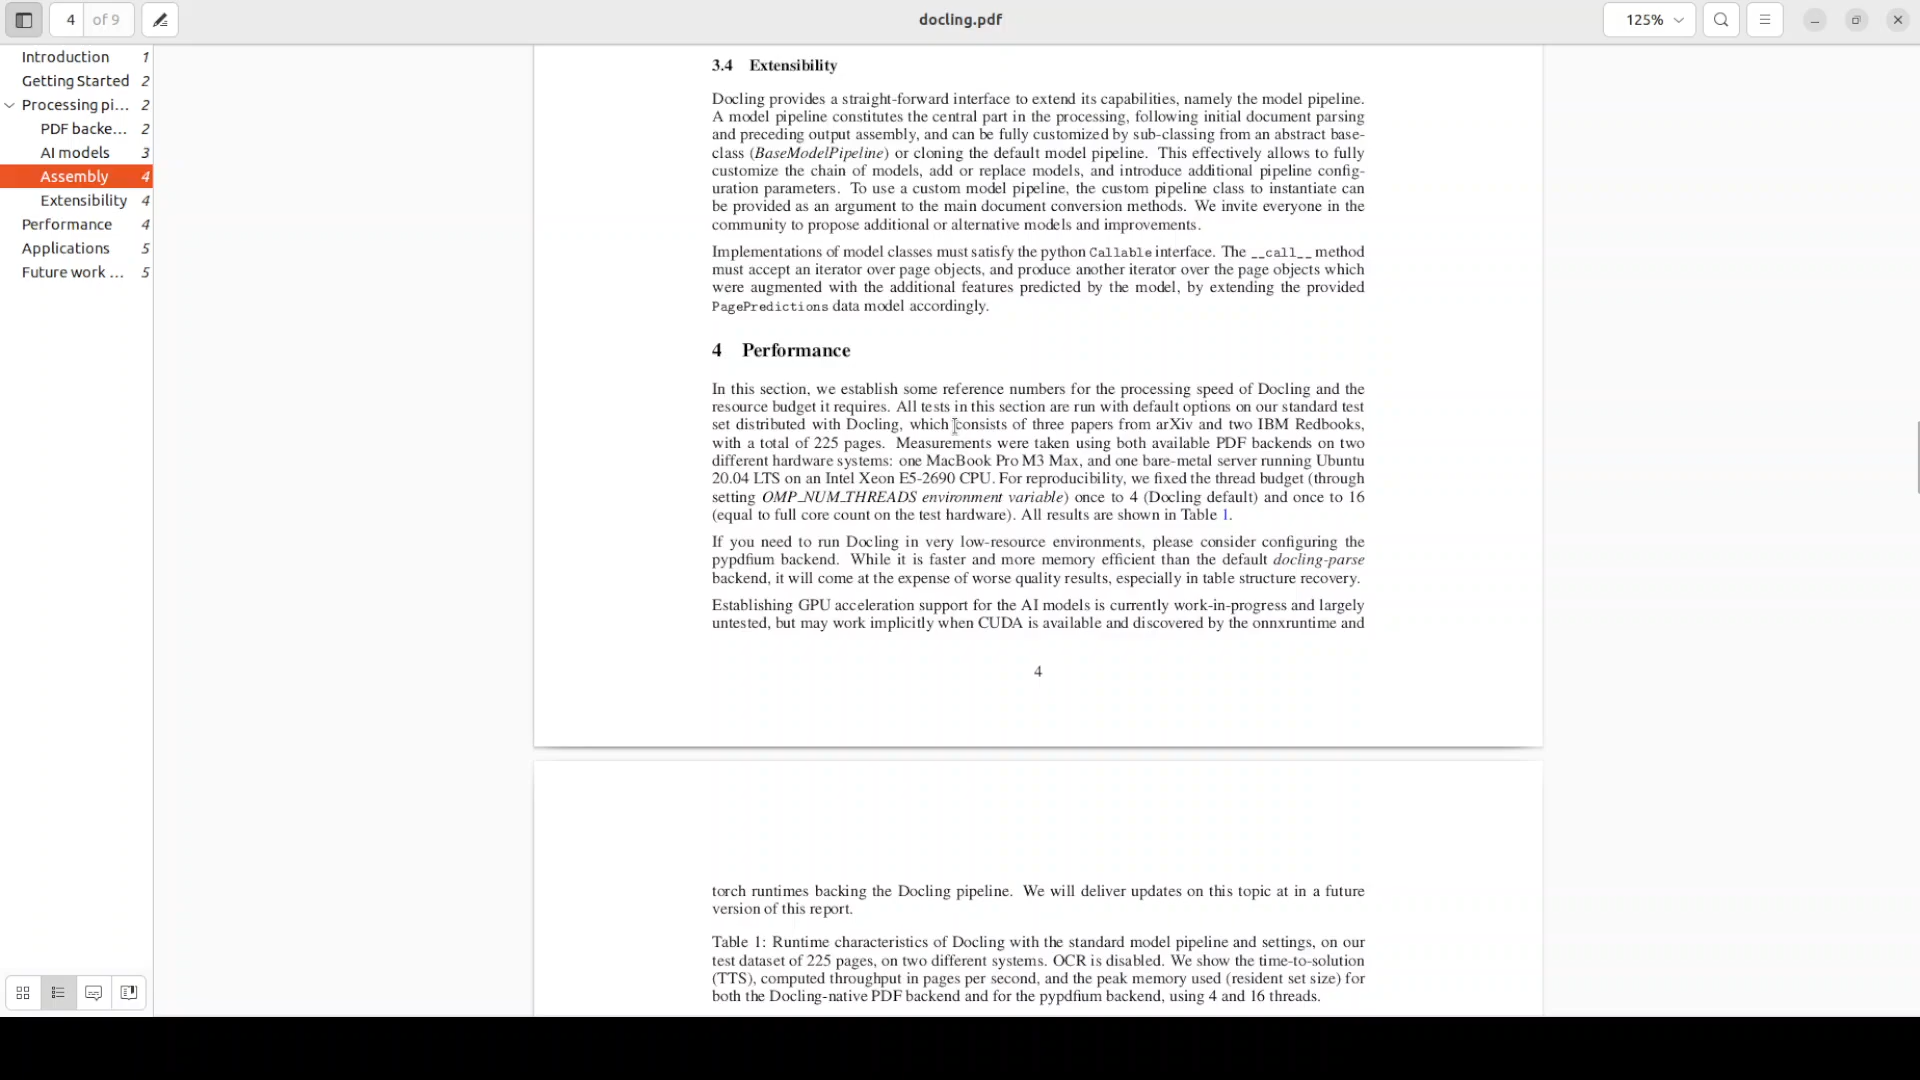 4 of 9
docling.pdf
125%
Introduction 1
Getting Started 2
Processing pi... 2
PDF backe... 2
AI models 3
Assembly 4
Extensibility 4
Performance 4
Applications 5
Future work ... 5
3.4 Extensibility
Docling provides a straight-forward interface to extend its capabilities, namely the model pipeline.
A model pipeline constitutes the central part in the processing, following initial document parsing
and preceding output assembly, and can be fully customized by sub-classing from an abstract base-
class (BaseModelPipeline) or cloning the default model pipeline. This effectively allows to fully
customize the chain of models, add or replace models, and introduce additional pipeline config-
uration parameters. To use a custom model pipeline, the custom pipeline class to instantiate can
be provided as an argument to the main document conversion methods. We invite everyone in the
community to propose additional or alternative models and improvements.
Implementations of model classes must satisfy the python Callable interface. The __call__ method
must accept an iterator over page objects, and produce another iterator over the page objects which
were augmented with the additional features predicted by the model, by extending the provided
PagePredictions data model accordingly.
4 Performance
In this section, we establish some reference numbers for the processing speed of Docling and the
resource budget it requires. All tests in this section are run with default options on our standard test
set distributed with Docling, which consists of three papers from arXiv and two IBM Redbooks,
with a total of 225 pages. Measurements were taken using both available PDF backends on two
different hardware systems: one MacBook Pro M3 Max, and one bare-metal server running Ubuntu
20.04 LTS on an Intel Xeon E5-2690 CPU. For reproducibility, we fixed the thread budget (through
setting OMP_NUM_THREADS environment variable) once to 4 (Docling default) and once to 16
(equal to full core count on the test hardware). All results are shown in Table 1.
If you need to run Docling in very low-resource environments, please consider configuring the
pypdfium backend. While it is faster and more memory efficient than the default docling-parse
backend, it will come at the expense of worse quality results, especially in table structure recovery.
Establishing GPU acceleration support for the AI models is currently work-in-progress and largely
untested, but may work implicitly when CUDA is available and discovered by the onnxruntime and
4
torch runtimes backing the Docling pipeline. We will deliver updates on this topic at in a future
version of this report.
Table 1: Runtime characteristics of Docling with the standard model pipeline and settings, on our
test dataset of 225 pages, on two different systems. OCR is disabled. We show the time-to-solution
(TTS), computed throughput in pages per second, and the peak memory used (resident set size) for
both the Docling-native PDF backend and for the pypdfium backend, using 4 and 16 threads.